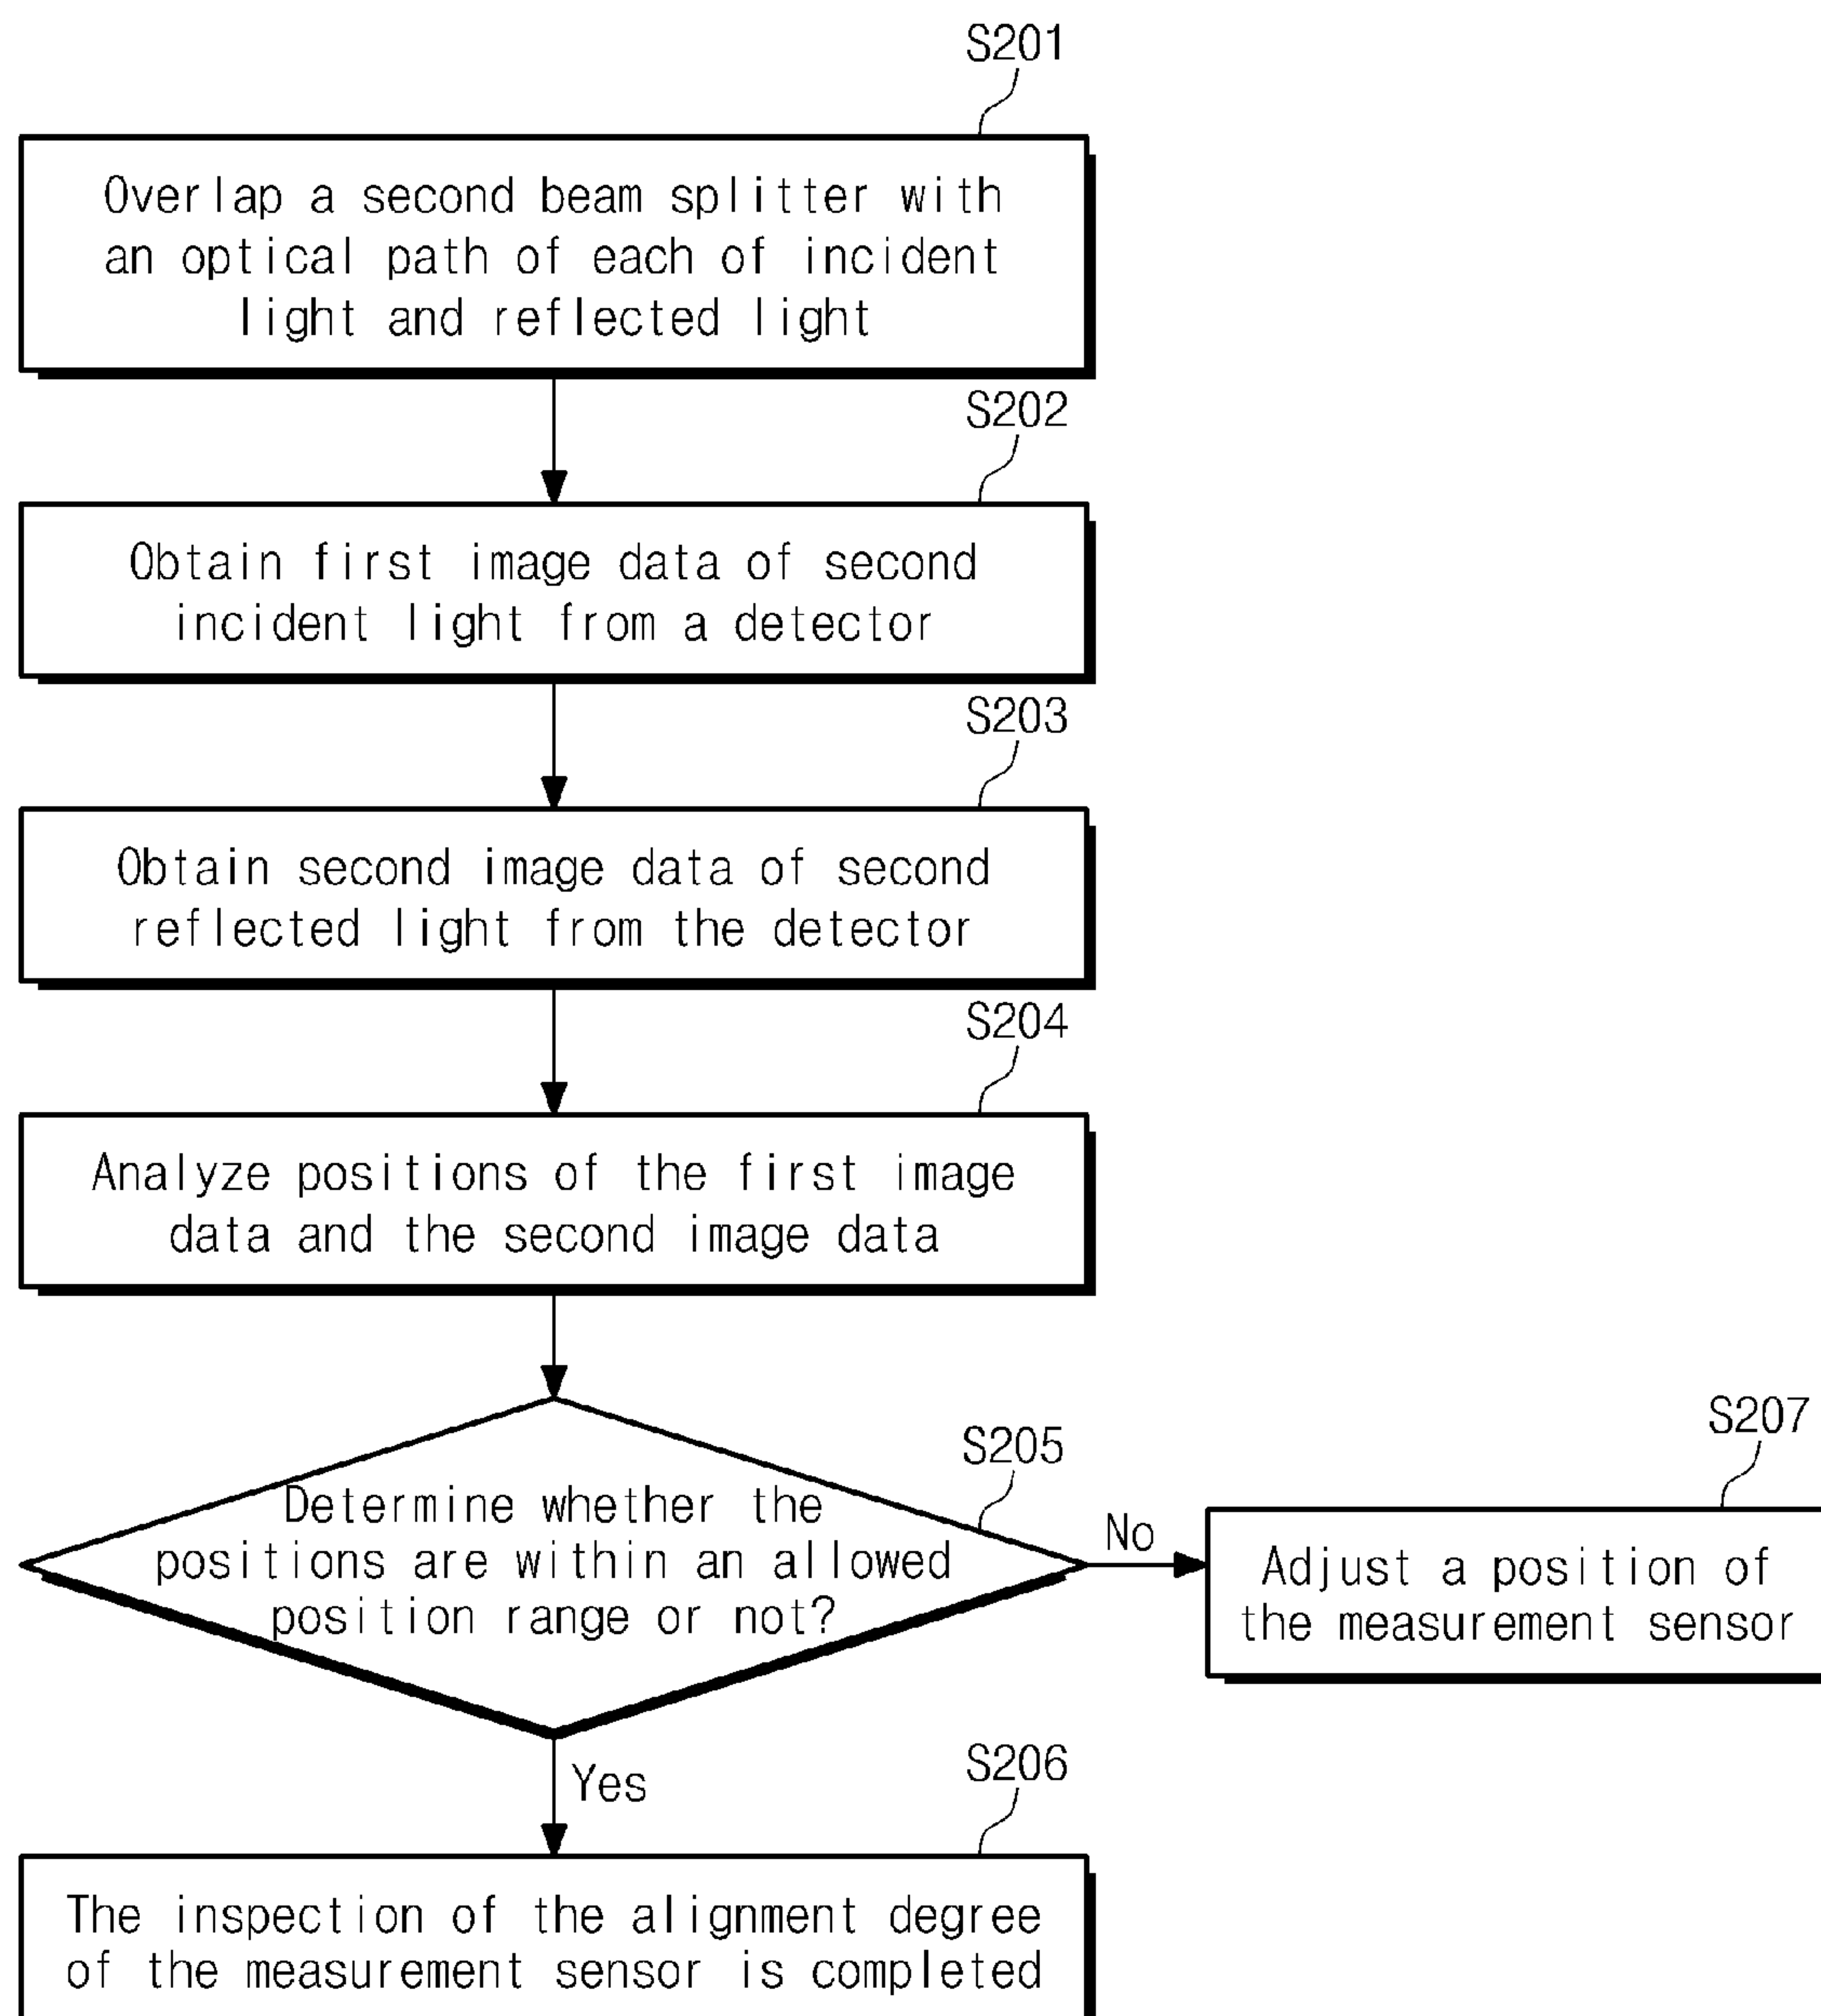 S201
Overlap a second beam splitter with
an optical path of each of incident
light and reflected light
S202
Obtain first image data of second
incident light from a detector
S203
Obtain second image data of second
reflected light from the detector
S204
Analyze positions of the first image
data and the second image data
S205
Determine whether the
positions are within an allowed
position range or not?
No
S207
Adjust a position of
the measurement sensor
Yes
S206
The inspection of the alignment degree
of the measurement sensor is completed